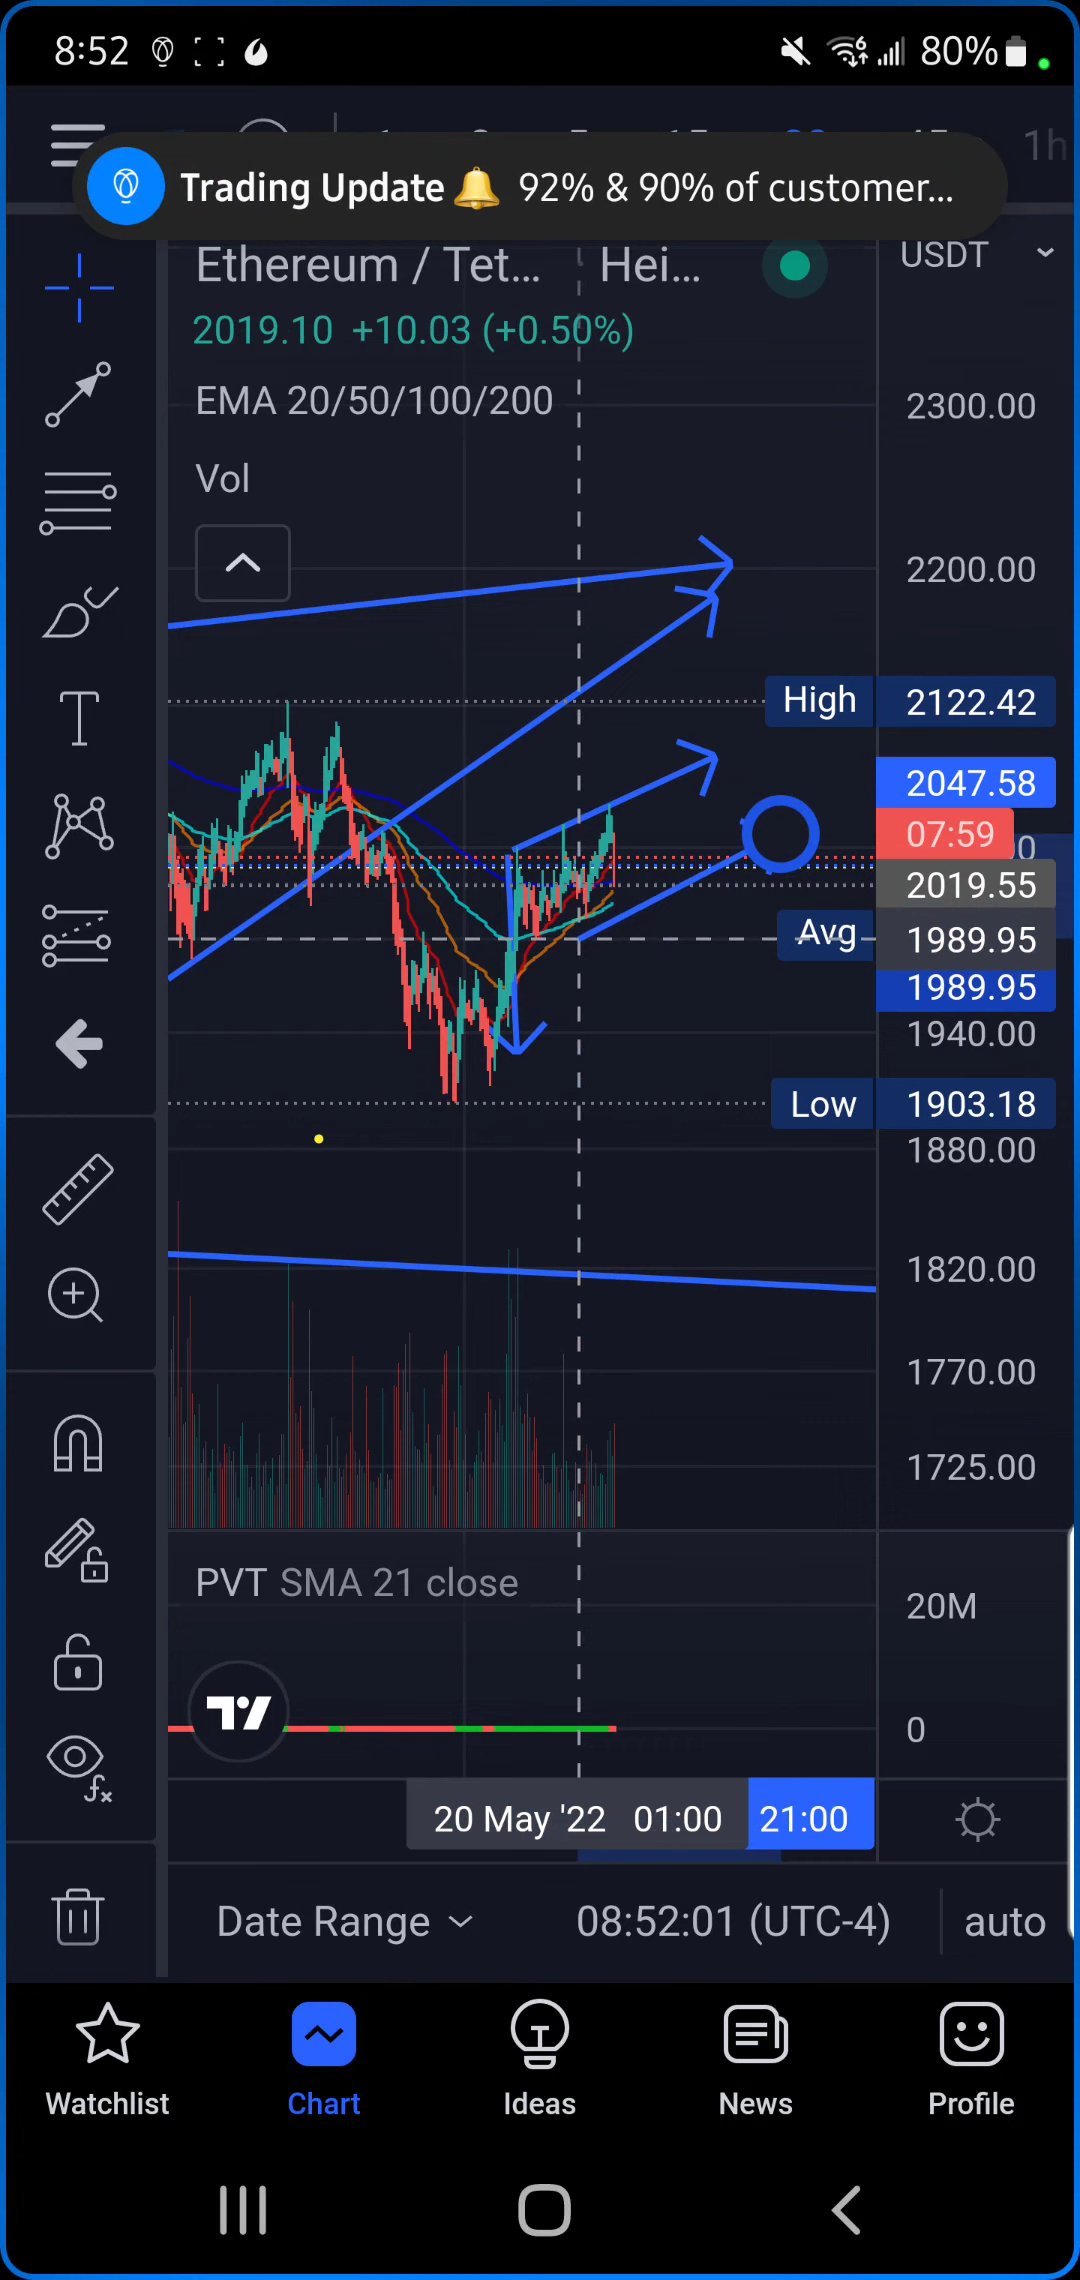 8:52
80%
1h
Trading Update 🔔 92% & 90% of customer...
Ethereum / Tet... Hei...
USDT
2019.10 +10.03 (+0.50%)
EMA 20/50/100/200
2300.00
Vol
2200.00
High 2122.42
2047.58
07:59
0
2019.55
Avg 1989.95
1989.95
1940.00
Low 1903.18
1880.00
1820.00
1770.00
1725.00
PVT SMA 21 close
20M
0
20 May '22 01:00 21:00
Date Range 08:52:01 (UTC-4) auto
Watchlist Chart Ideas News Profile